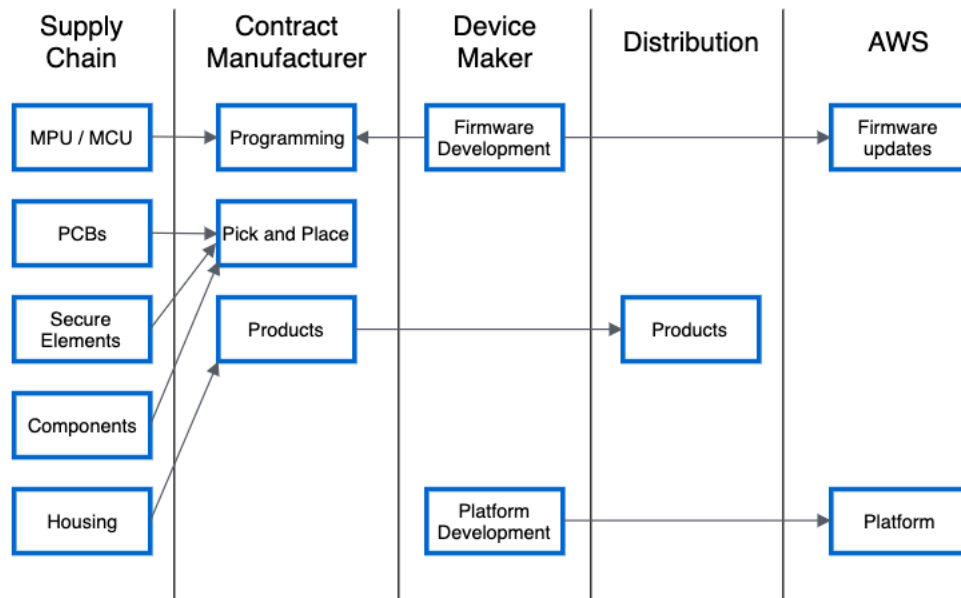 Supply
Chain
Contract
Manufacturer
Device
Maker
Distribution
AWS
MPU / MCU
Programming
Firmware
Development
Firmware
updates
PCBs
Pick and Place
Secure
Elements
Products
Products
Components
Housing
Platform
Development
Platform